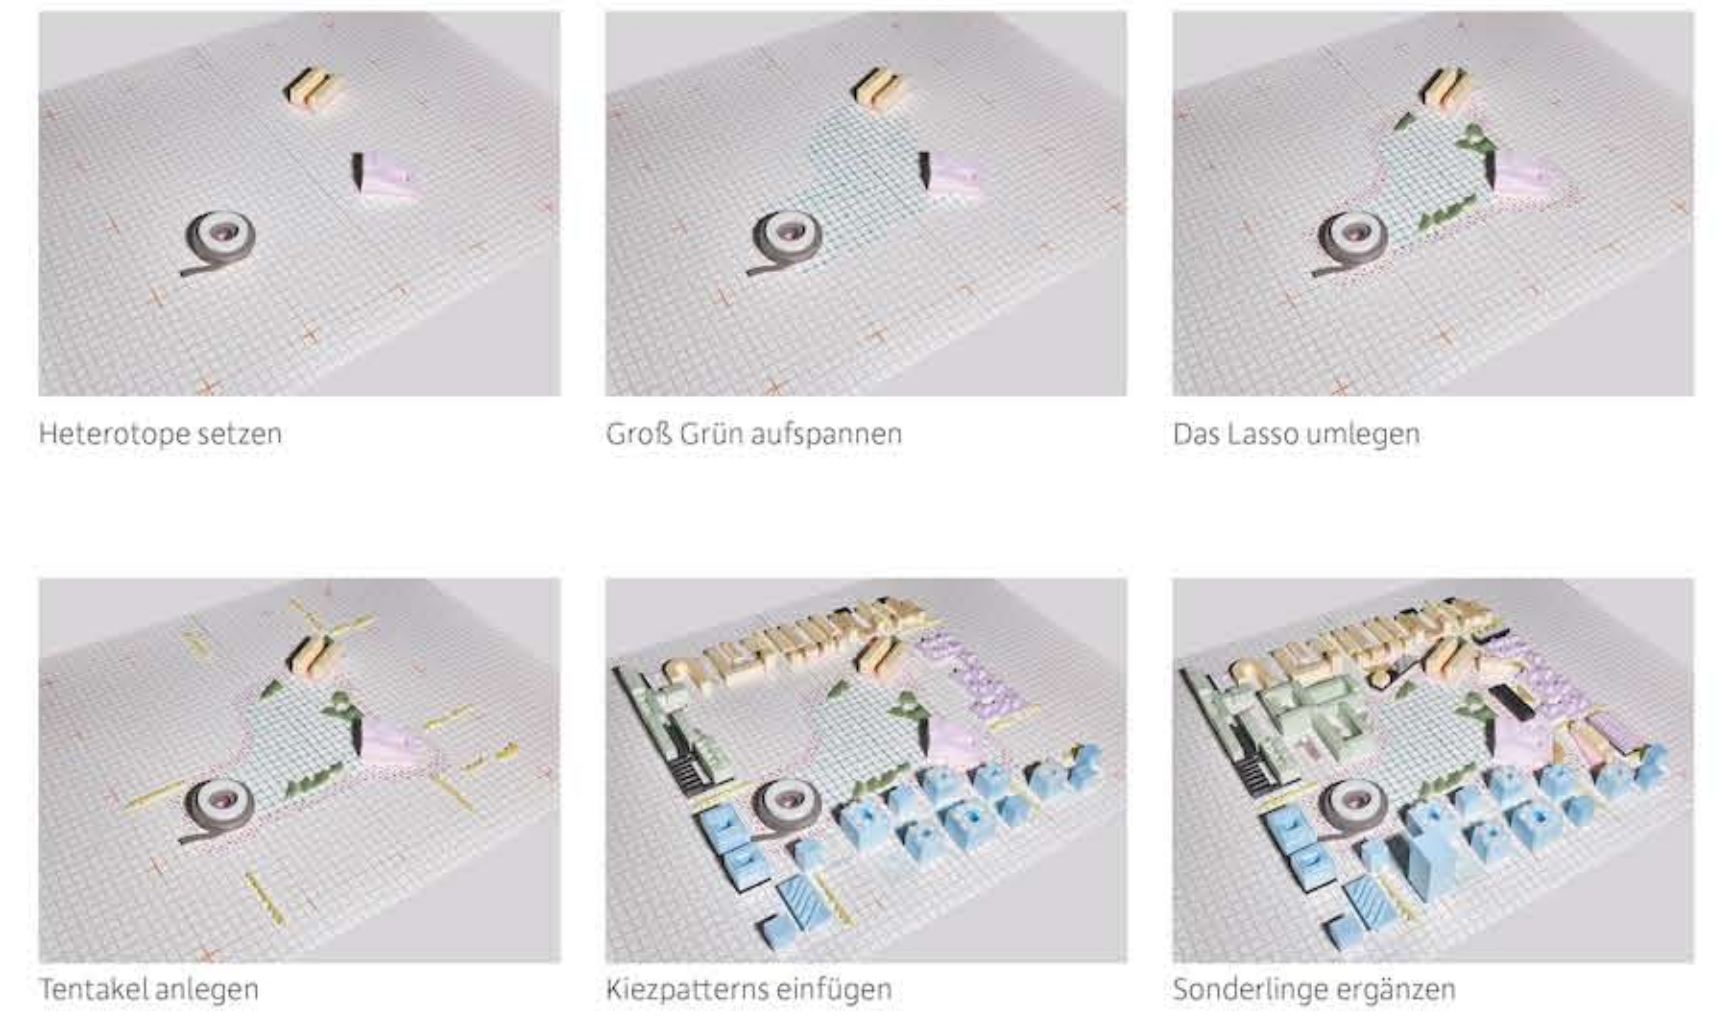 Heterotope setzen
Groß Grün aufspannen
Das Lasso umlegen
Tentakel anlegen
Kiezpatterns einfügen
Sonderlinge ergänzen